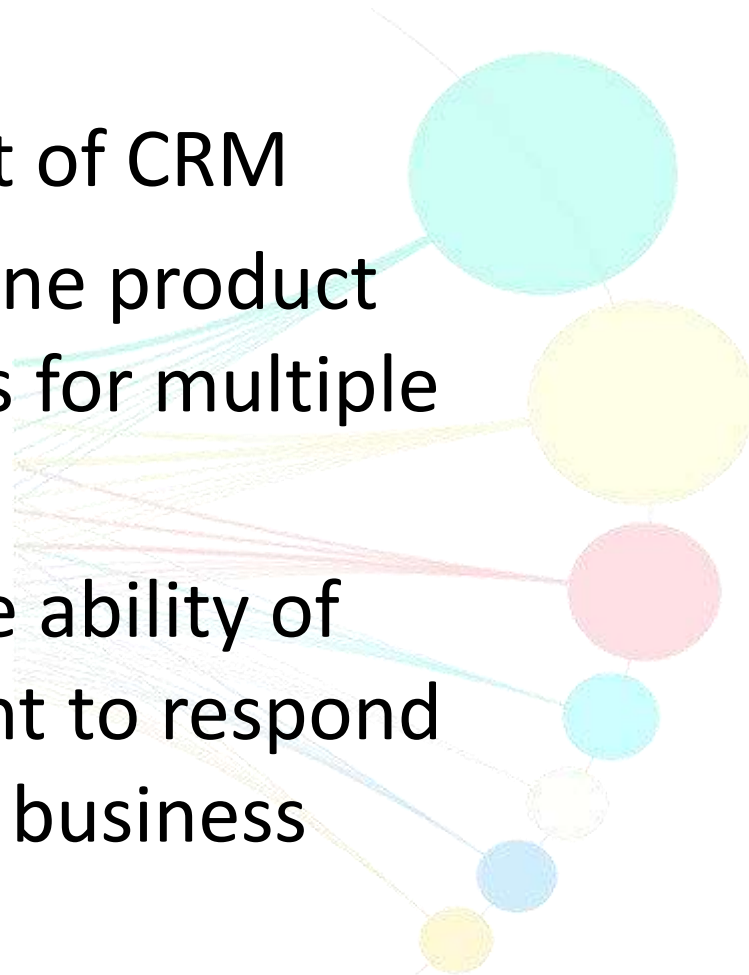 t of CRM
ne product
s for multiple
e ability of
nt to respond
business